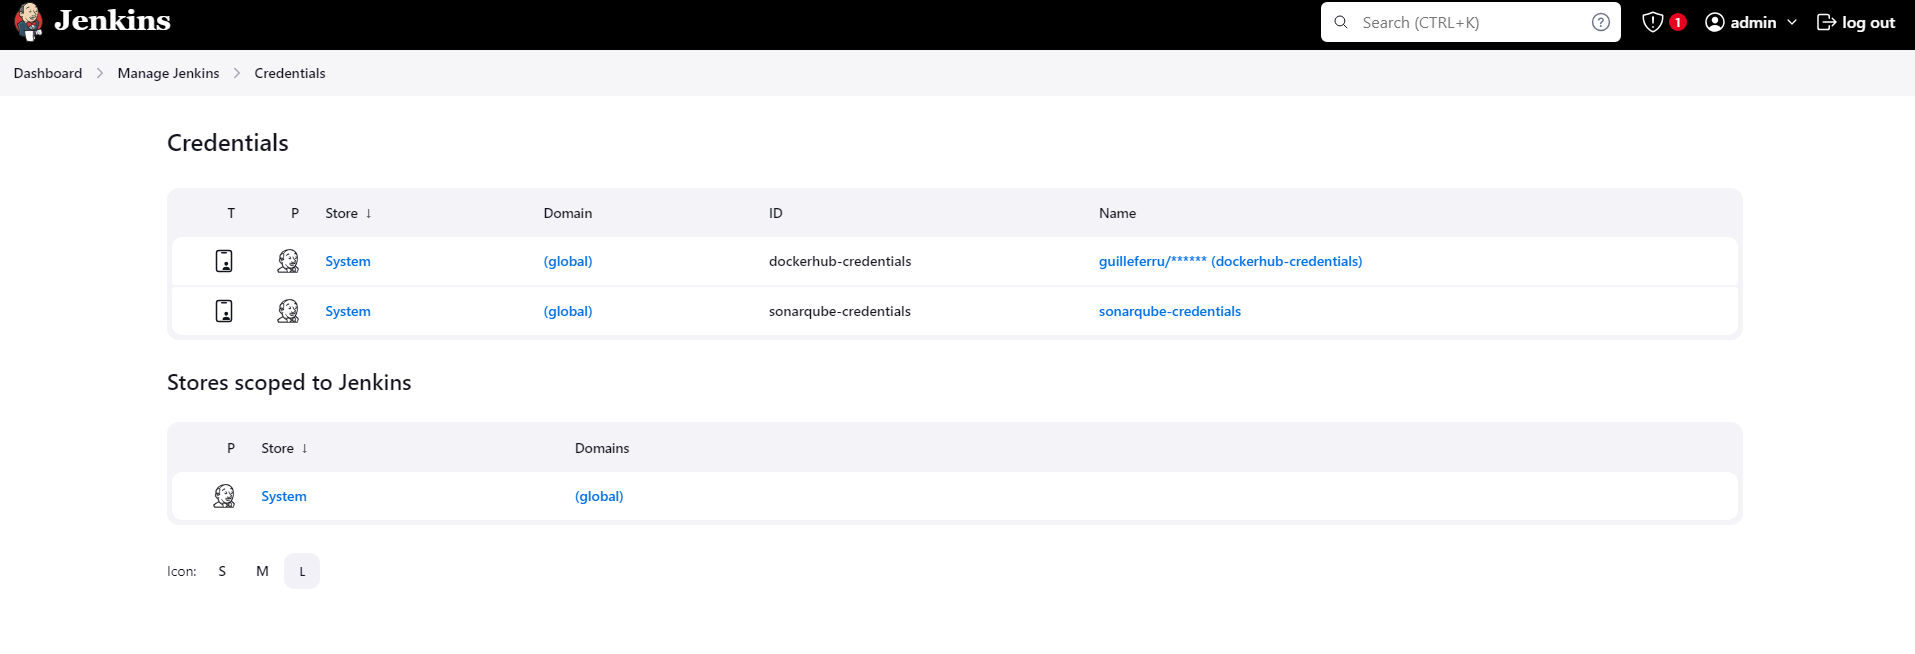 Jenkins
Search (CTRL+K)
1
admin
log out
Dashboard
Manage Jenkins
Credentials
Credentials
T P Store ↓ Domain ID Name
System (global) dockerhub-credentials guilleferru/****** (dockerhub-credentials)
System (global) sonarqube-credentials sonarqube-credentials
Stores scoped to Jenkins
P Store ↓ Domains
System (global)
Icon: S M L